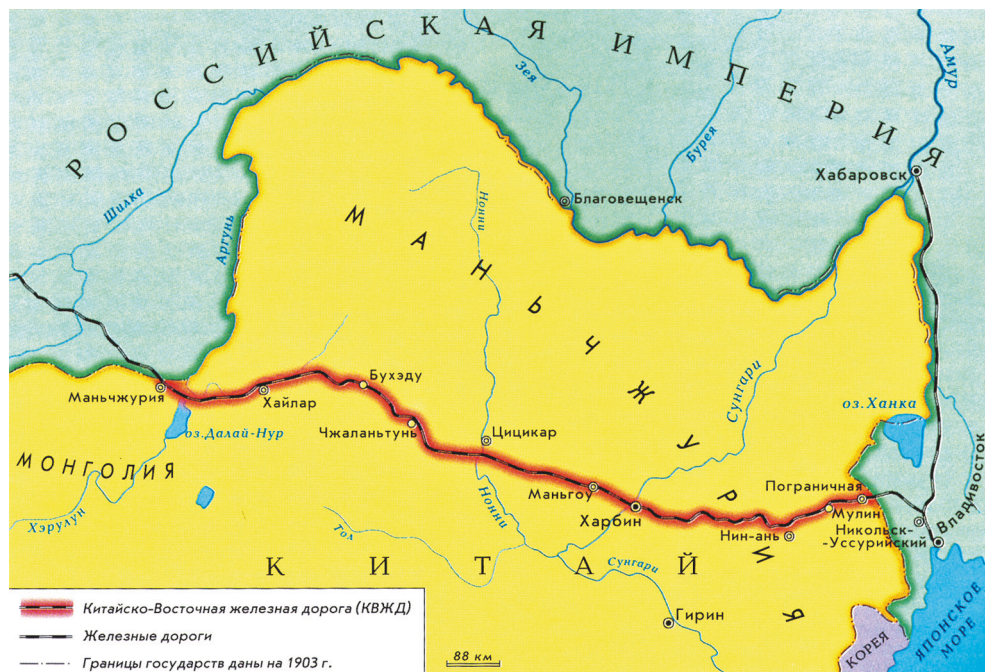 РОССИЙСКАЯ ИМПЕРИЯ
Зея
Амур
Бурея
Хабаровск
Шилка
Благовещенск
Аргунь
Нонни
МАНЬЧЖУРИЯ
Маньчжурия
Хайлар
Бухэду
оз.Далай-Нур
Чжаланьтунь
Цицикар
Сунгари
оз.Ханка
МОНГОЛИЯ
Хэрулун
Маньгоу
Харбин
Нонни
Пограничная
Мулин
Нин-ань
Никольск-
-Уссурийский
Владивосток
Тол
КИТАЙ
Сунгари
Гирин
КОРЕЯ
ЯПОНСКОЕ
МОРЕ
Китайско-Восточная железная дорога (КВЖД)
Железные дороги
Границы государств даны на 1903 г.
88 км